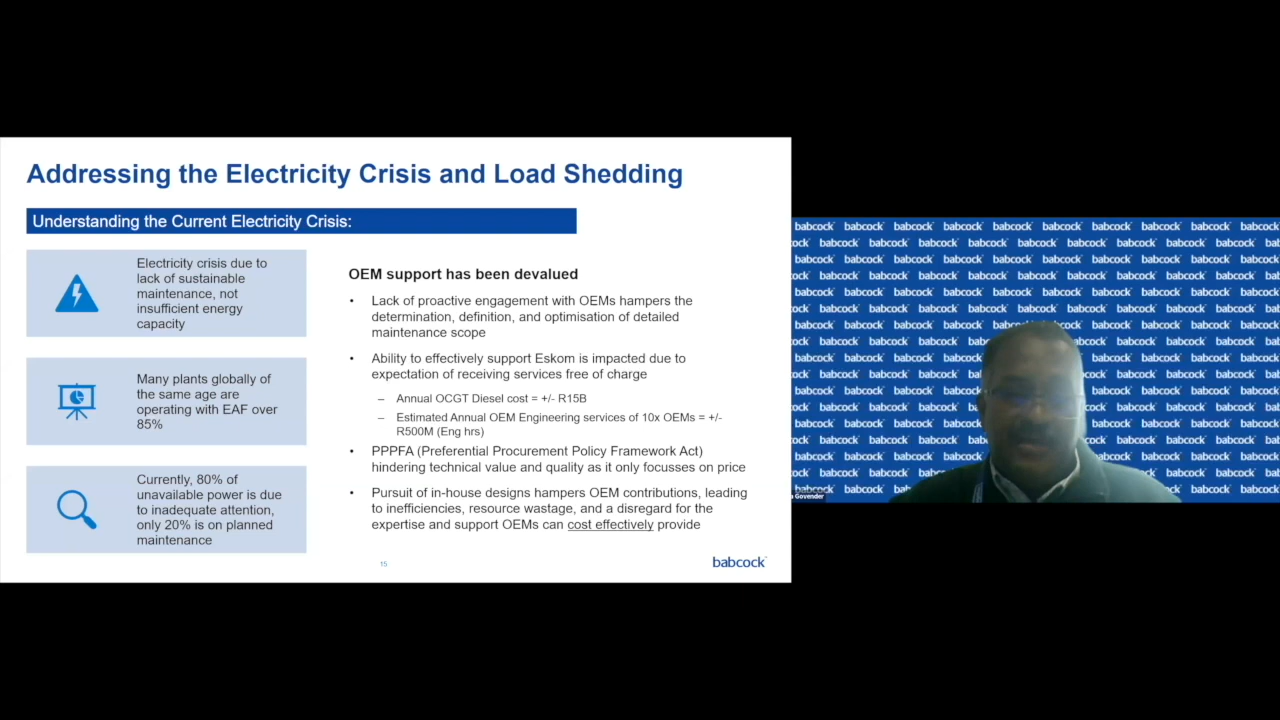 Addressing the Electricity Crisis and Load Shedding
Understanding the Current Electricity Crisis:
Electricity crisis due to
lack of sustainable
maintenance, not
insufficient energy
capacity
Many plants globally of
the same age are
operating with EAF over
85%
Currently, 80% of
unavailable power is due
to inadequate attention,
only 20% is on planned
maintenance
OEM support has been devalued
• Lack of proactive engagement with OEMs hampers the
determination, definition, and optimisation of detailed
maintenance scope
• Ability to effectively support Eskom is impacted due to
expectation of receiving services free of charge
– Annual OCGT Diesel cost = +/- R15B
– Estimated Annual OEM Engineering services of 10x OEMs = +/-
R500M (Eng hrs)
• PPPFA (Preferential Procurement Policy Framework Act)
hindering technical value and quality as it only focusses on price
• Pursuit of in-house designs hampers OEM contributions, leading
to inefficiencies, resource wastage, and a disregard for the
expertise and support OEMs can cost effectively provide
15
babcock
babcock babcock babcock babcock babcock babcock babcock babcock babcock babcock
Govender